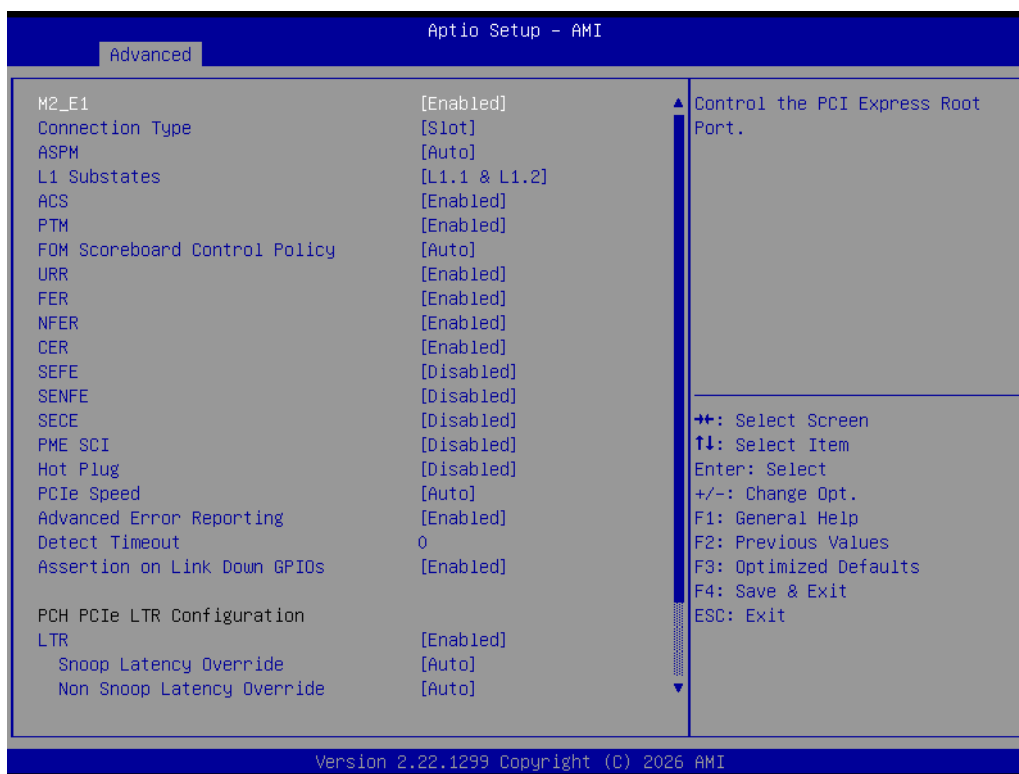 Aptio Setup - AMI
Advanced
M2_E1 [Enabled]
Connection Type [Slot]
ASPM [Auto]
L1 Substates [L1.1 & L1.2]
ACS [Enabled]
PTM [Enabled]
FOM Scoreboard Control Policy [Auto]
URR [Enabled]
FER [Enabled]
NFER [Enabled]
CER [Enabled]
SEFE [Disabled]
SENFE [Disabled]
SECE [Disabled]
PME SCI [Disabled]
Hot Plug [Disabled]
PCIe Speed [Auto]
Advanced Error Reporting [Enabled]
Detect Timeout 0
Assertion on Link Down GPIOs [Enabled]
PCH PCIe LTR Configuration
LTR [Enabled]
Snoop Latency Override [Auto]
Non Snoop Latency Override [Auto]
Control the PCI Express Root
Port.
→←: Select Screen
↑↓: Select Item
Enter: Select
+/-: Change Opt.
F1: General Help
F2: Previous Values
F3: Optimized Defaults
F4: Save & Exit
ESC: Exit
Version 2.22.1299 Copyright (C) 2026 AMI